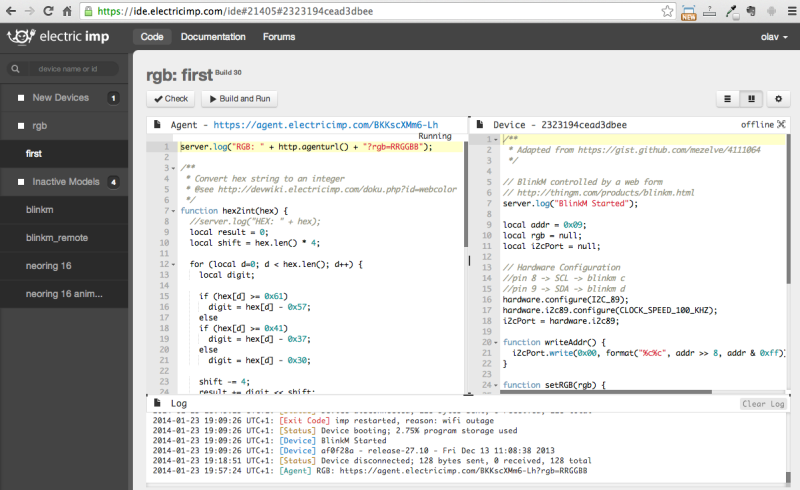 https://ide.electricimp.com/ide#21405#2323194cead3dbee
NEW
electric imp
Code
Documentation
Forums
olav
device name or id
New Devices
1
rgb
first
Inactive Models
4
blinkm
blinkm_remote
neoring 16
neoring 16 anim...
rgb: first Build 30
Check
Build and Run
Agent - https://agent.electricimp.com/BKKscXMm6-Lh
Running
1 server.log("RGB: " + http.agenturl() + "?rgb=RRGGBB");
2
3 /**
4 * Convert hex string to an integer
5 * @see http://devwiki.electricimp.com/doku.php?id=webcolor
6 */
7 function hex2int(hex) {
8 //server.log("HEX: " + hex);
9 local result = 0;
10 local shift = hex.len() * 4;
11
12 for (local d=0; d < hex.len(); d++) {
13 local digit;
14
15 if (hex[d] >= 0x61)
16 digit = hex[d] - 0x57;
17 else
18 if (hex[d] >= 0x41)
19 digit = hex[d] - 0x37;
20 else
21 digit = hex[d] - 0x30;
22
23 shift -= 4;
24 result += digit << shift;
Device - 2323194cead3dbee
offline
1 /**
2 * Adapted from https://gist.github.com/mezelve/4111064
3 */
4
5 // BlinkM controlled by a web form
6 // http://thingm.com/products/blinkm.html
7 server.log("BlinkM Started");
8
9 local addr = 0x09;
10 local rgb = null;
11 local i2cPort = null;
12
13 // Hardware Configuration
14 //pin 8 -> SCL -> blinkm c
15 //pin 9 -> SDA -> blinkm d
16 hardware.configure(I2C_89);
17 hardware.i2c89.configure(CLOCK_SPEED_100_KHZ);
18 i2cPort = hardware.i2c89;
19
20 function writeAddr() {
21 i2cPort.write(0x00, format("%c%c", addr >> 8, addr & 0xff))
22 }
23
24 function setRGB(rgb) {
Log
Clear Log
2014-01-23 19:09:26 UTC+1: [Exit Code] imp restarted, reason: wifi outage
2014-01-23 19:09:26 UTC+1: [Status] Device booting; 2.75% program storage used
2014-01-23 19:09:26 UTC+1: [Device] BlinkM Started
2014-01-23 19:09:26 UTC+1: [Device] af0f28a - release-27.10 - Fri Dec 13 11:08:38 2013
2014-01-23 19:18:51 UTC+1: [Status] Device disconnected; 128 bytes sent, 0 received, 128 total
2014-01-23 19:57:24 UTC+1: [Agent] RGB: https://agent.electricimp.com/BKKscXMm6-Lh?rgb=RRGGBB